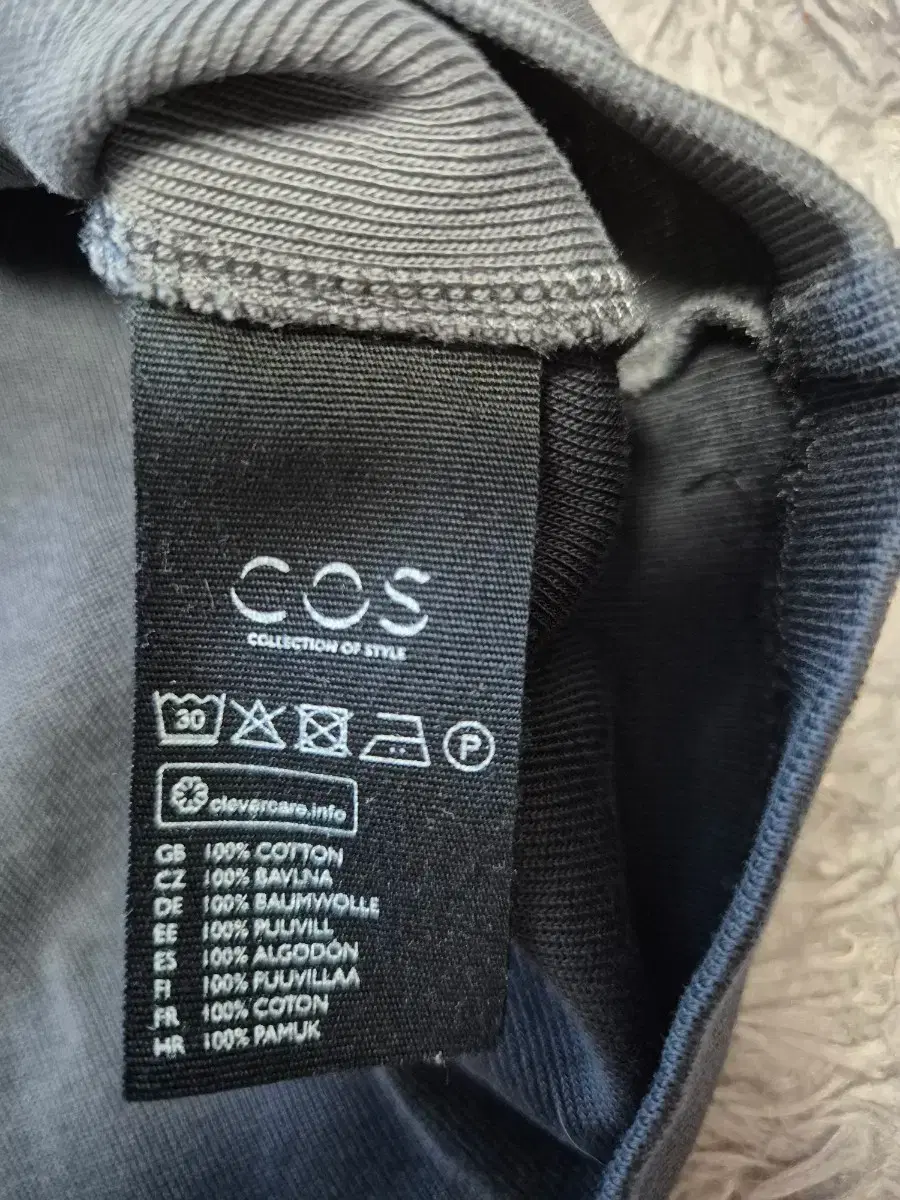 COS
COLLECTION OF STYLE
30
P
clevercare.info
GB 100% COTTON
CZ 100% BAVLNA
DE 100% BAUMWOLLE
EE 100% PUUVILL
ES 100% ALGODÓN
FI 100% PUUVILLAA
FR 100% COTON
HR 100% PAMUK